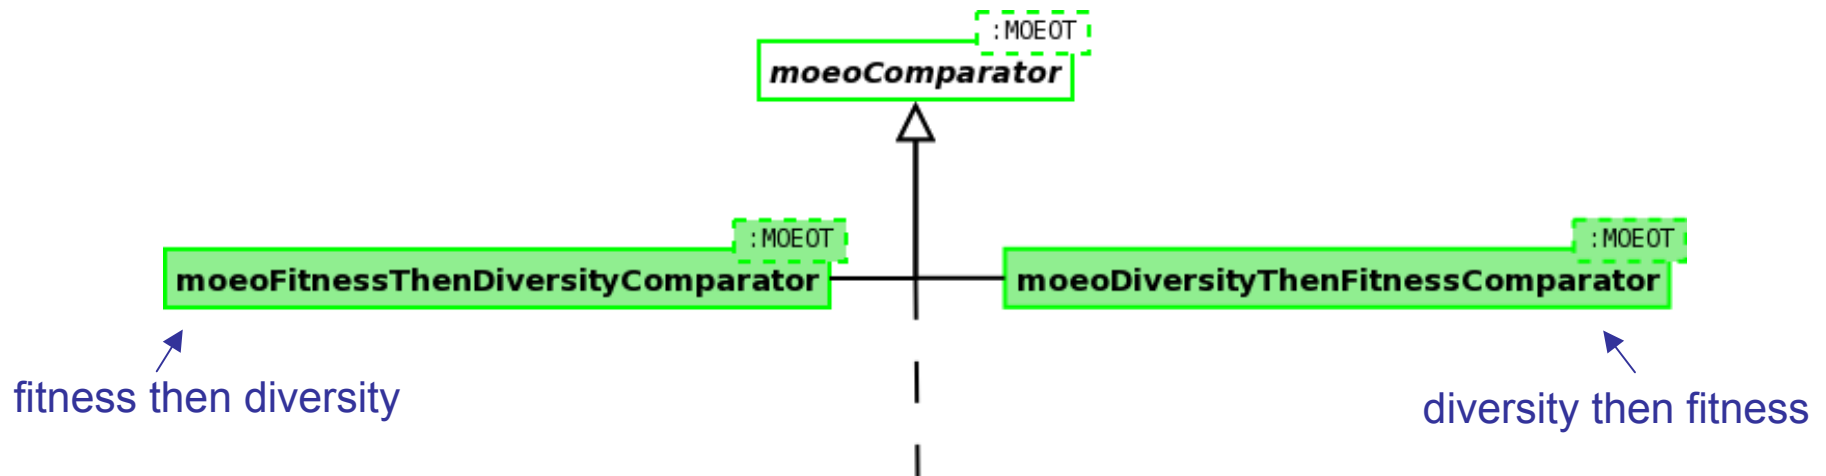 :MOEOT
moeoComparator
:MOEOT
moeoFitnessThenDiversityComparator
:MOEOT
moeoDiversityThenFitnessComparator
fitness then diversity
diversity then fitness